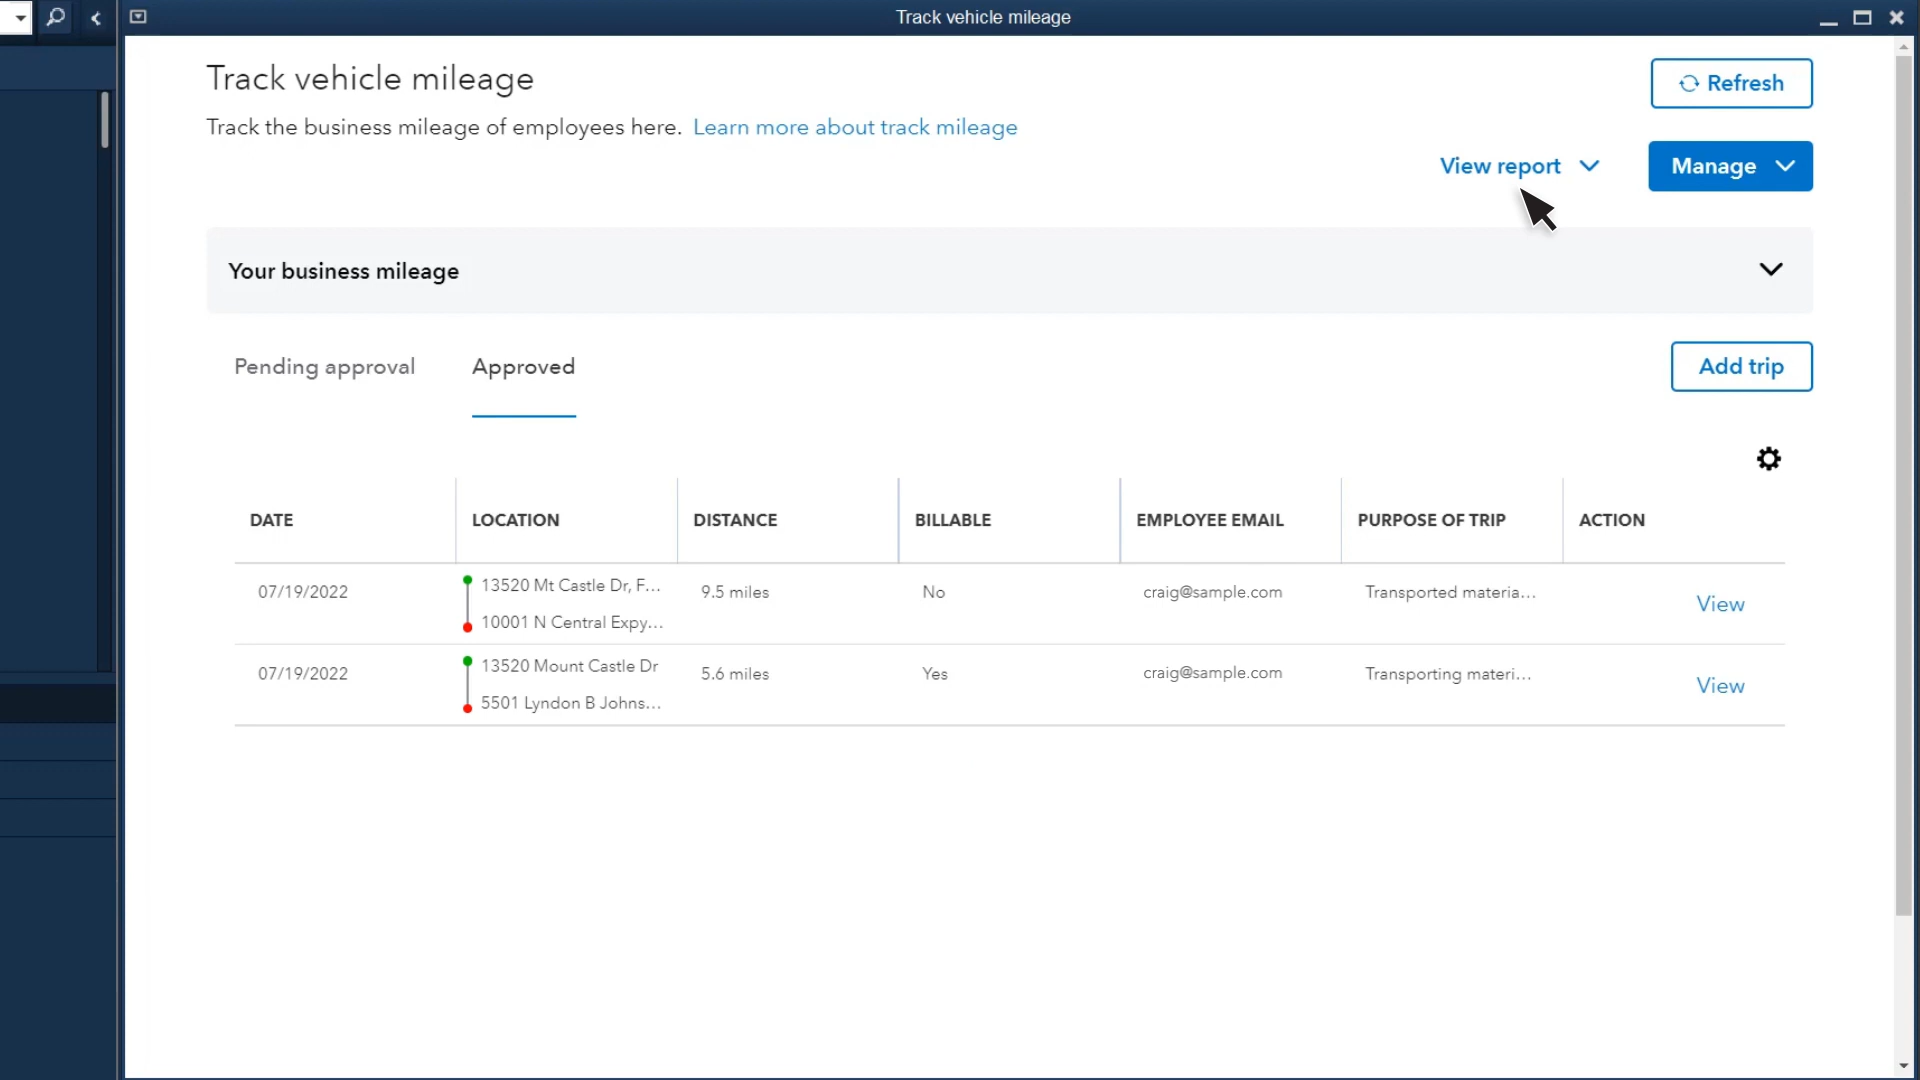 Track vehicle mileage
Track vehicle mileage
Refresh
Track the business mileage of employees here. Learn more about track mileage
View report
Manage
Your business mileage
Pending approval
Approved
Add trip
DATE LOCATION DISTANCE BILLABLE EMPLOYEE EMAIL PURPOSE OF TRIP ACTION
07/19/2022 13520 Mt Castle Dr, F... 9.5 miles No craig@sample.com Transported materia... View
10001 N Central Expy...
07/19/2022 13520 Mount Castle Dr 5.6 miles Yes craig@sample.com Transporting materi... View
5501 Lyndon B Johns...